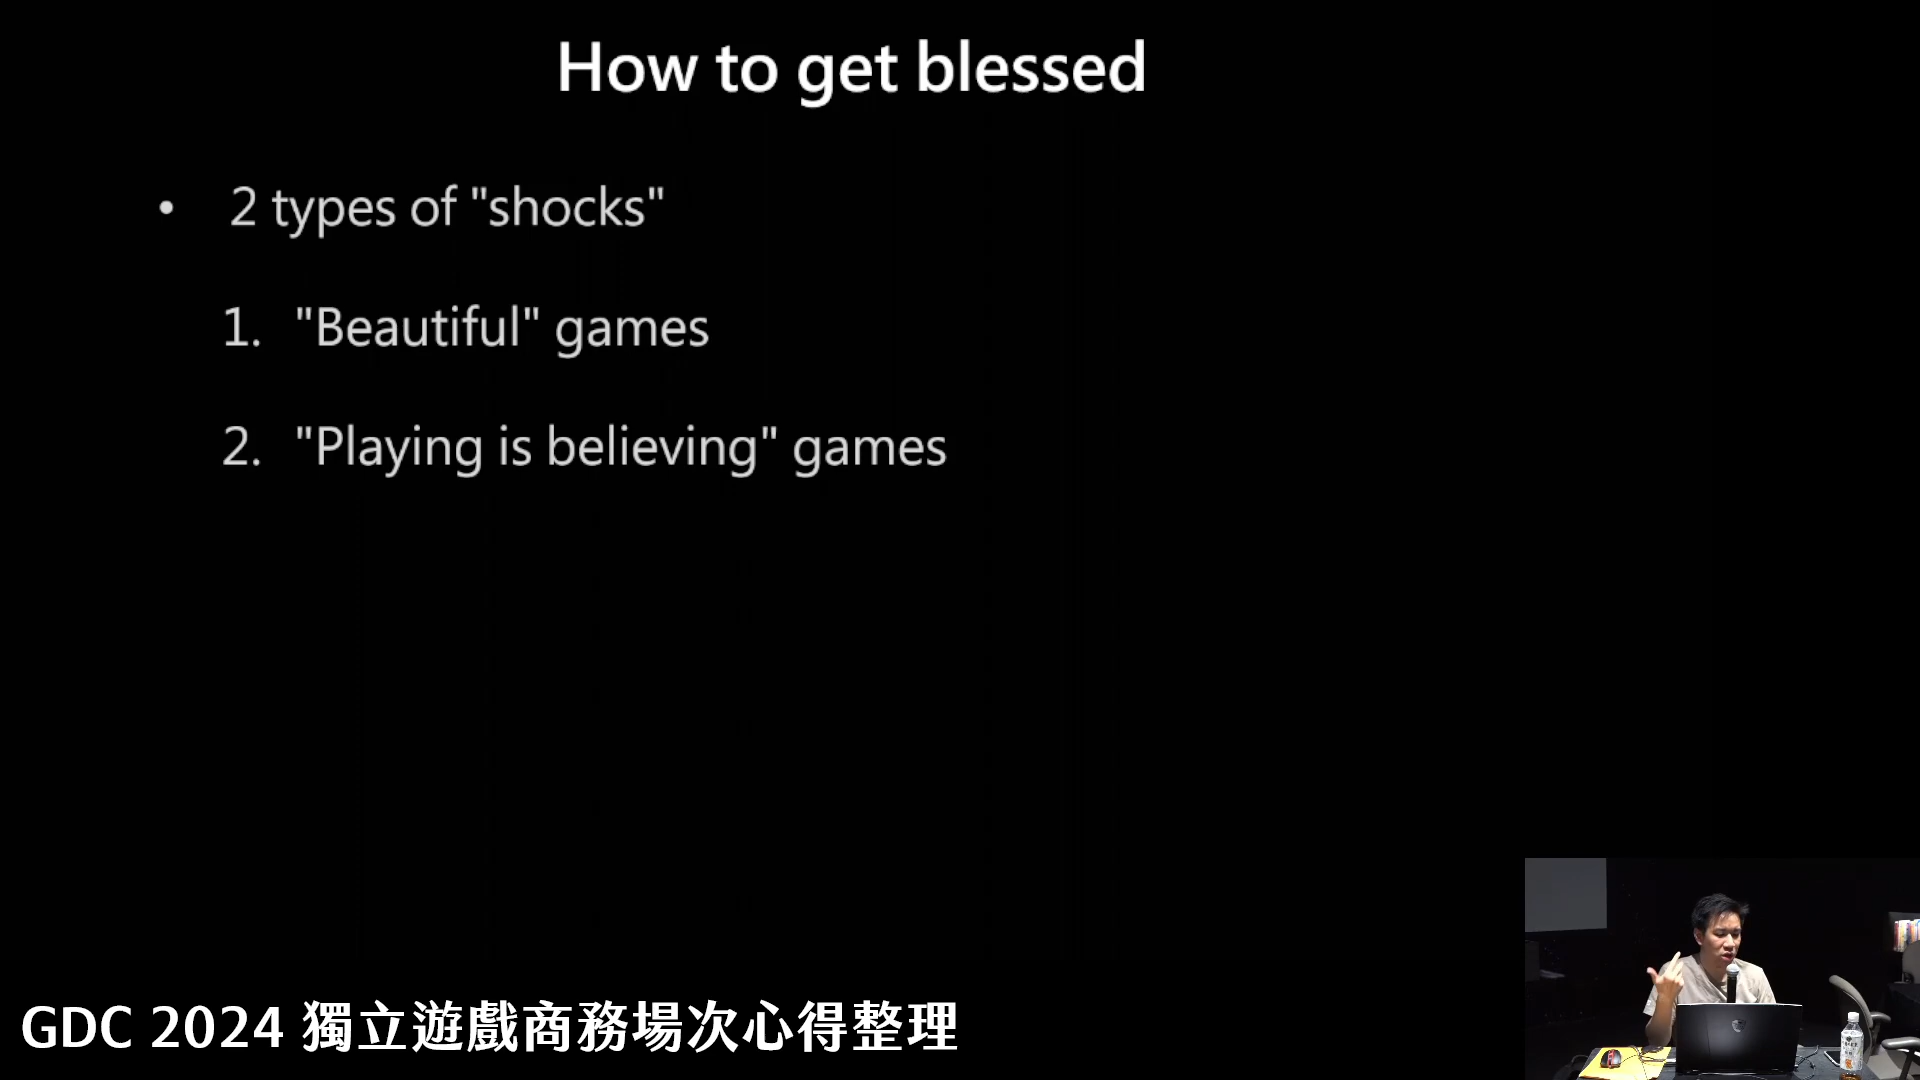 How to get blessed
• 2 types of "shocks"
1. "Beautiful" games
2. "Playing is believing" games
GDC 2024 獨立遊戲商務場次心得整理